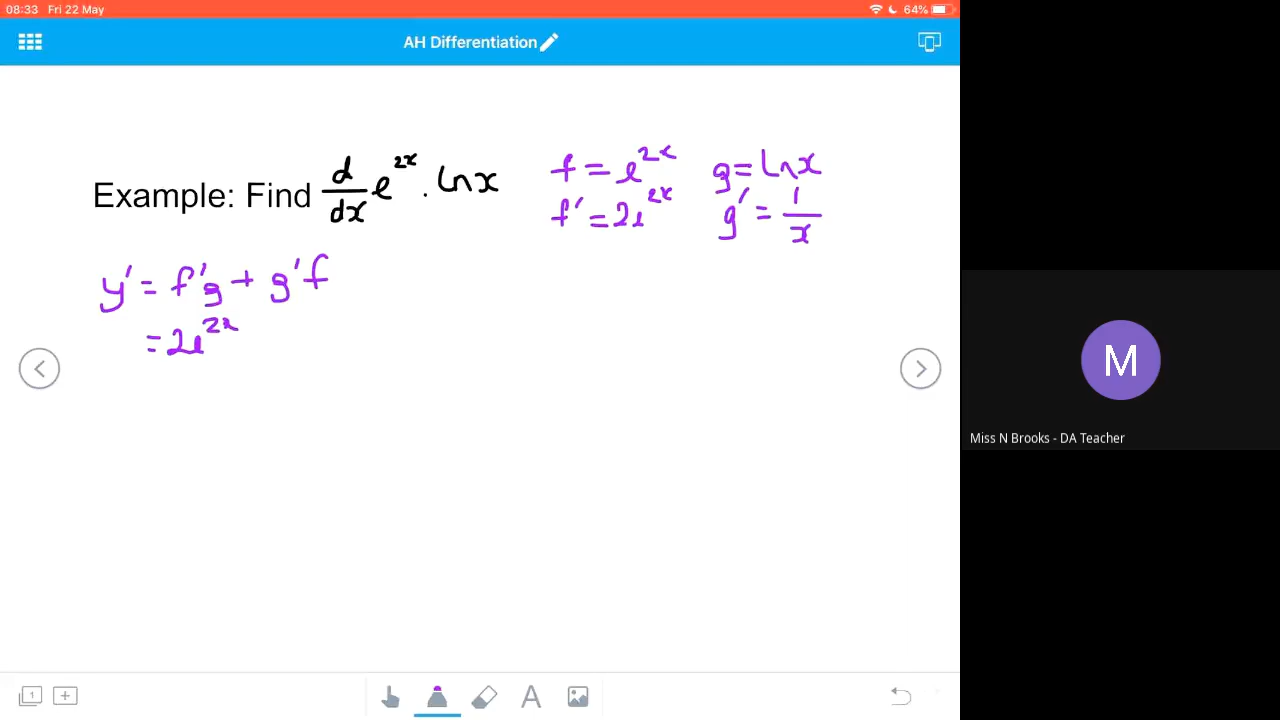 08:33 Fri 22 May 64%
AH Differentiation
Example: Find d/dx e^2x . ln x
f = e^2x g = ln x
f' = 2e^2x g' = 1/x
y' = f'g + g'f
= 2e^2x
M
Miss N Brooks - DA Teacher
1
A